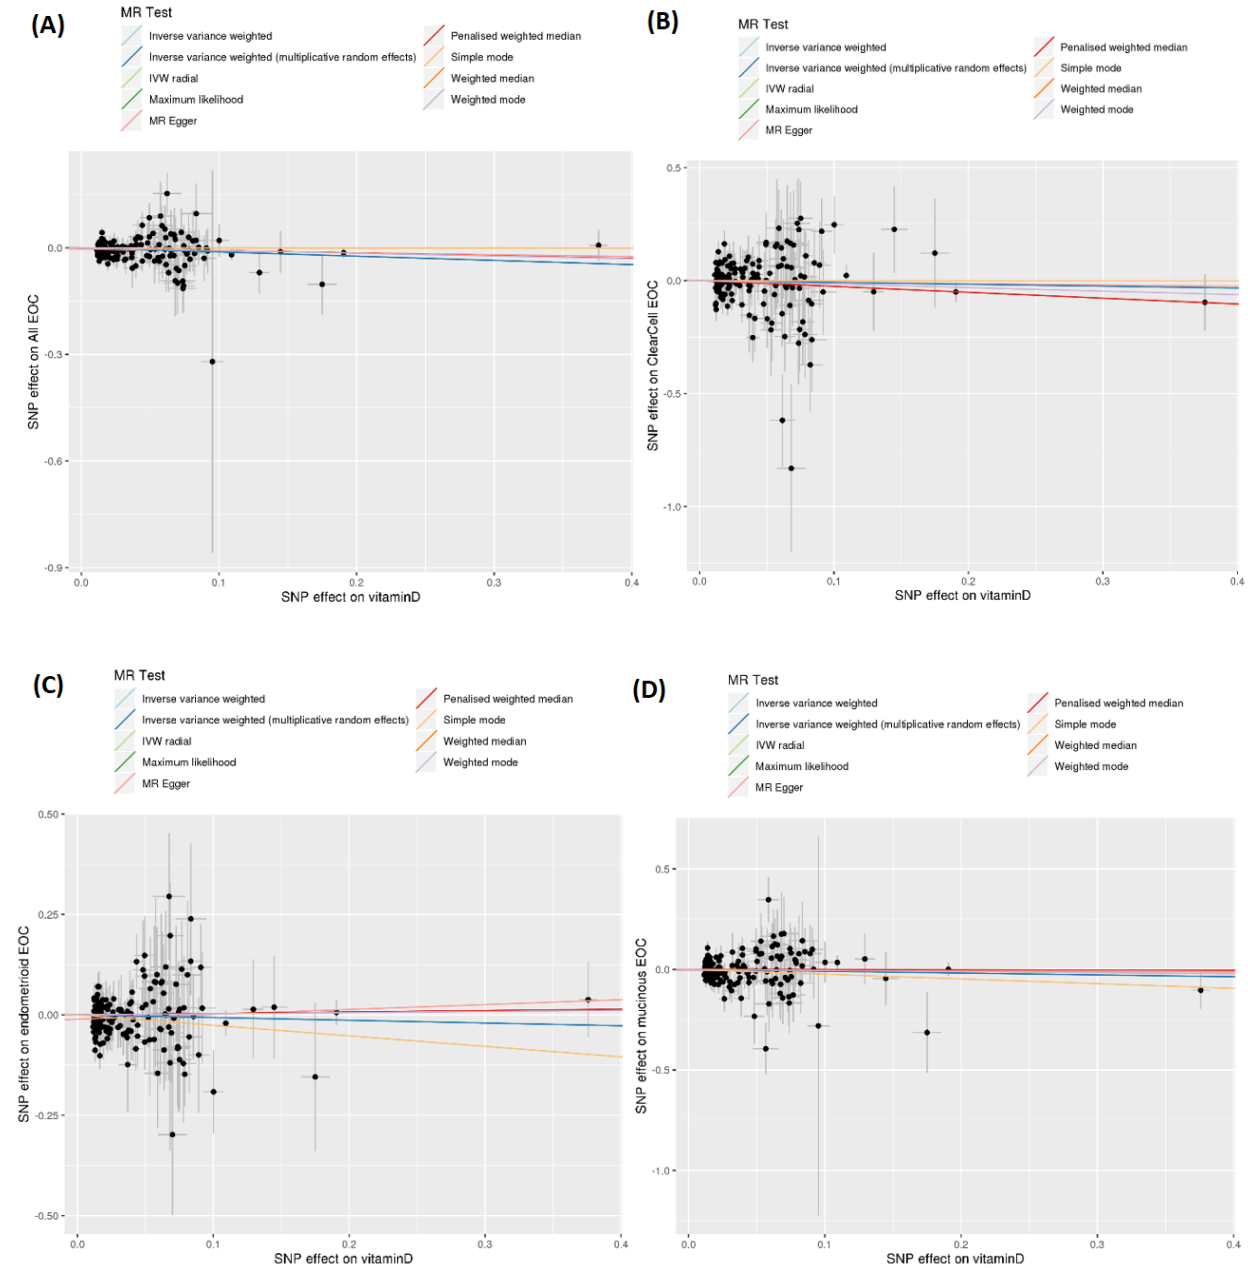 (A)
MR Test
Inverse variance weighted
Inverse variance weighted (multiplicative random effects)
IVW radial
Maximum likelihood
MR Egger
Penalised weighted median
Simple mode
Weighted median
Weighted mode
SNP effect on All EOC
0.0
-0.3
-0.6
-0.9
0.0
0.1
0.2
0.3
0.4
SNP effect on vitaminD
(B)
MR Test
Inverse variance weighted
Inverse variance weighted (multiplicative random effects)
IVW radial
Maximum likelihood
MR Egger
Penalised weighted median
Simple mode
Weighted median
Weighted mode
SNP effect on ClearCell EOC
0.5
0.0
-0.5
-1.0
0.0
0.1
0.2
0.3
0.4
SNP effect on vitaminD
(C)
MR Test
Inverse variance weighted
Inverse variance weighted (multiplicative random effects)
IVW radial
Maximum likelihood
MR Egger
Penalised weighted median
Simple mode
Weighted median
Weighted mode
SNP effect on endometrioid EOC
0.50
0.25
0.00
-0.25
-0.50
0.0
0.1
0.2
0.3
0.4
SNP effect on vitaminD
(D)
MR Test
Inverse variance weighted
Inverse variance weighted (multiplicative random effects)
IVW radial
Maximum likelihood
MR Egger
Penalised weighted median
Simple mode
Weighted median
Weighted mode
SNP effect on mucinous EOC
0.5
0.0
-0.5
-1.0
0.0
0.1
0.2
0.3
0.4
SNP effect on vitaminD